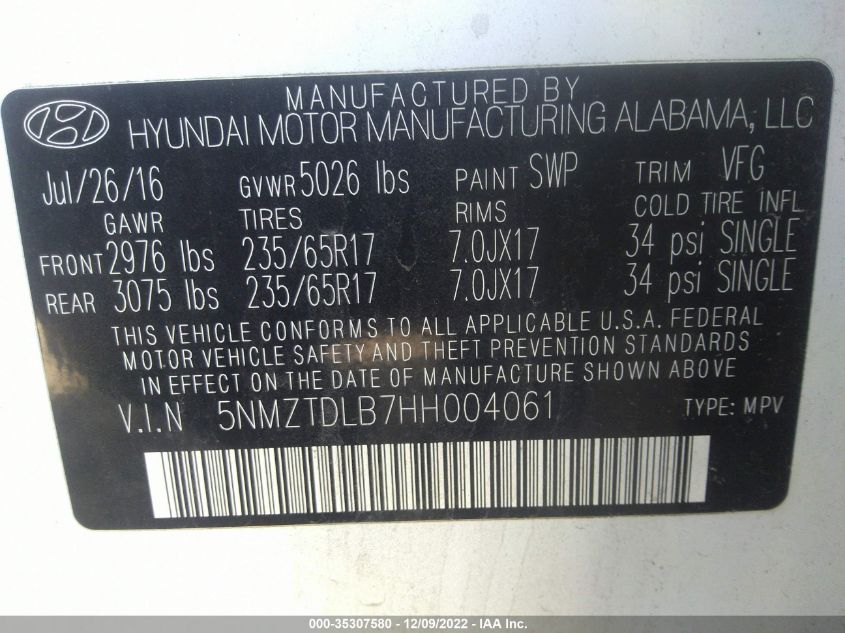 MANUFACTURED BY
HYUNDAI MOTOR MANUFACTURING ALABAMA, LLC
Jul/26/16 GVWR 5026 lbs PAINT SWP TRIM VFG
GAWR TIRES RIMS COLD TIRE INFL
FRONT 2976 lbs 235/65R17 7.0JX17 34 psi SINGLE
REAR 3075 lbs 235/65R17 7.0JX17 34 psi SINGLE
THIS VEHICLE CONFORMS TO ALL APPLICABLE U.S.A. FEDERAL
MOTOR VEHICLE SAFETY AND THEFT PREVENTION STANDARDS
IN EFFECT ON THE DATE OF MANUFACTURE SHOWN ABOVE
V.I.N 5NMZTDLB7HH004061 TYPE: MPV
000-35307580 - 12/09/2022 - IAA Inc.